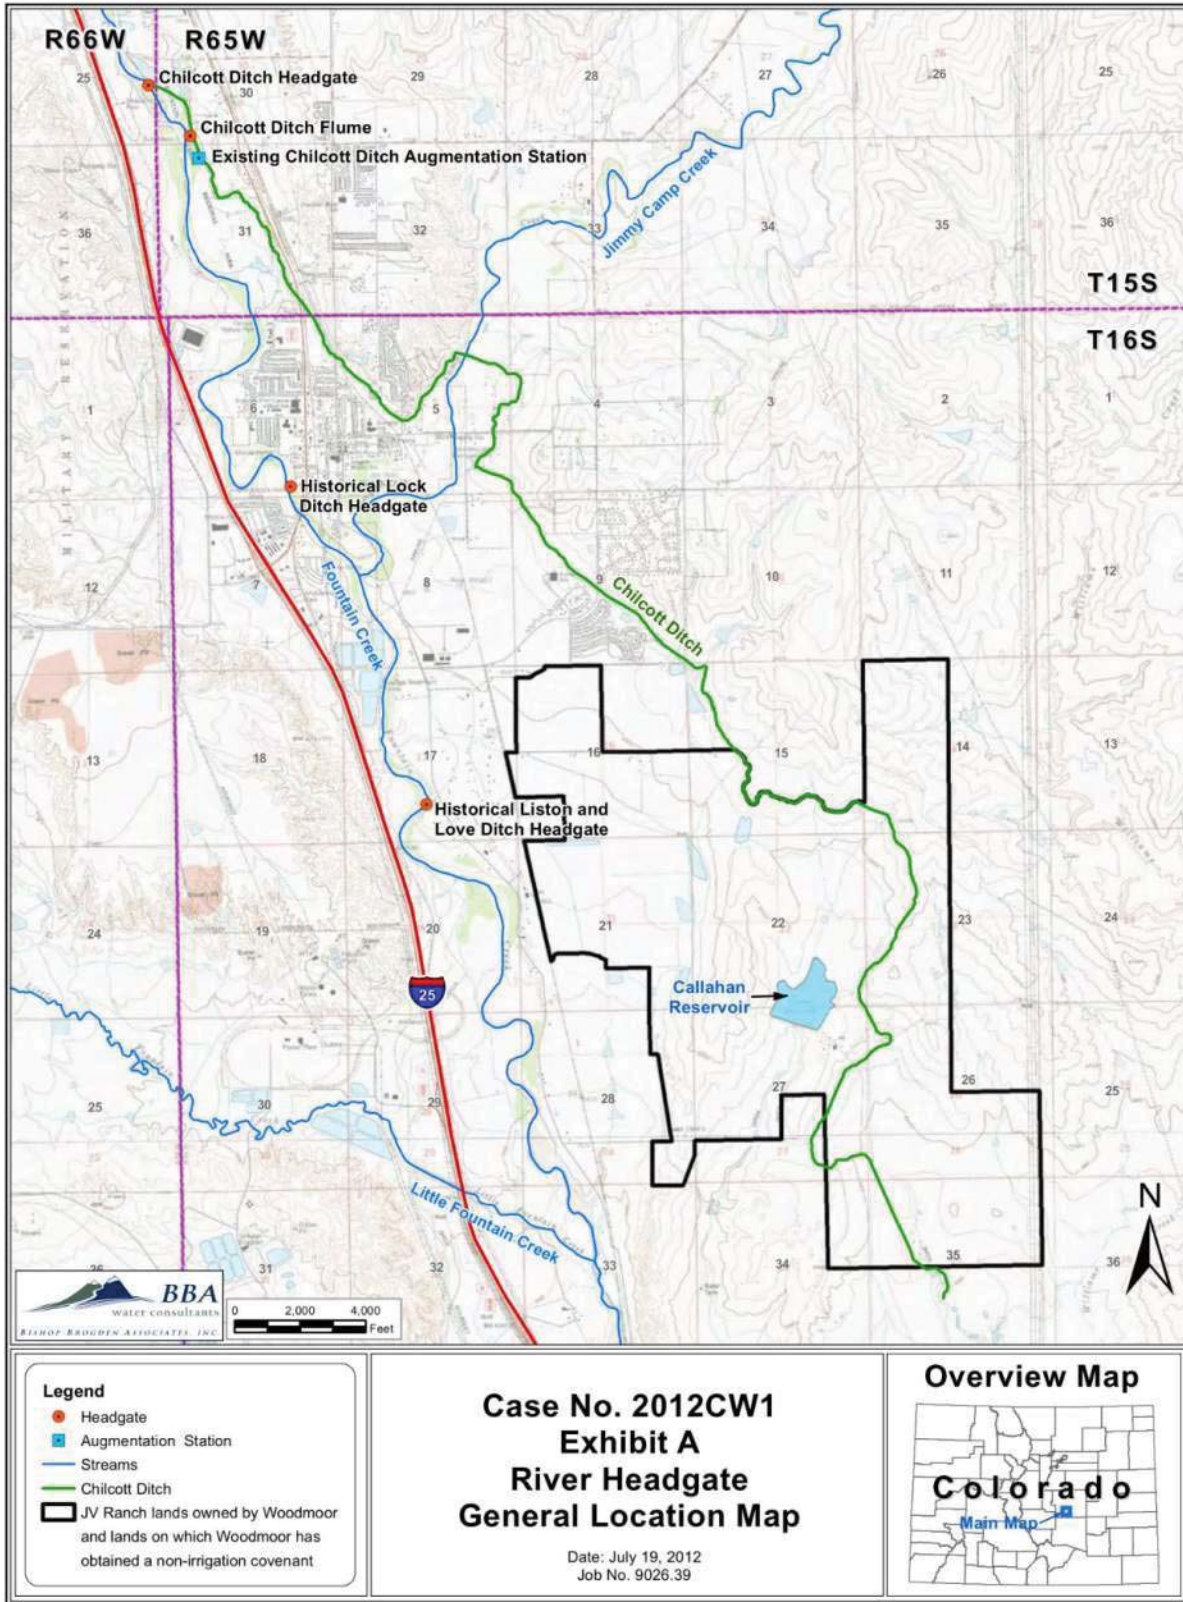 R66W
R65W
25
30
29
28
27
26
25
Chilcott Ditch Headgate
Chilcott Ditch Flume
Existing Chilcott Ditch Augmentation Station
Jimmy Camp Creek
36
31
32
33
34
35
36
MILITARY RESERVATION
T15S
T16S
1
6
5
4
3
2
1
Historical Lock
Ditch Headgate
Fountain Creek
Chilcott Ditch
12
7
8
9
10
11
12
13
18
17
16
15
14
13
Historical Liston and
Love Ditch Headgate
24
19
20
21
22
23
24
25
Callahan
Reservoir
25
30
29
28
27
26
25
Little Fountain Creek
36
31
32
33
34
35
36
N
BBA
water consultants
BISHOP BROGDEN ASSOCIATES, INC
0 2,000 4,000
Feet
Legend
Headgate
Augmentation Station
Streams
Chilcott Ditch
JV Ranch lands owned by Woodmoor
and lands on which Woodmoor has
obtained a non-irrigation covenant
Case No. 2012CW1
Exhibit A
River Headgate
General Location Map
Date: July 19, 2012
Job No. 9026.39
Overview Map
Colorado
Main Map